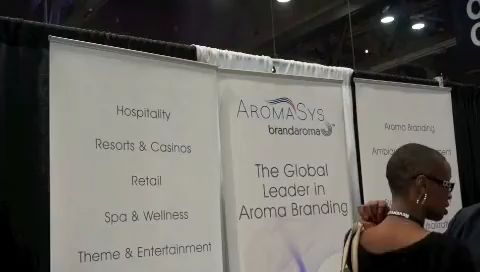 Hospitality
Resorts & Casinos
Retail
Spa & Wellness
Theme & Entertainment
AROMASYS
brandaroma
The Global
Leader in
Aroma Branding
Aroma Branding